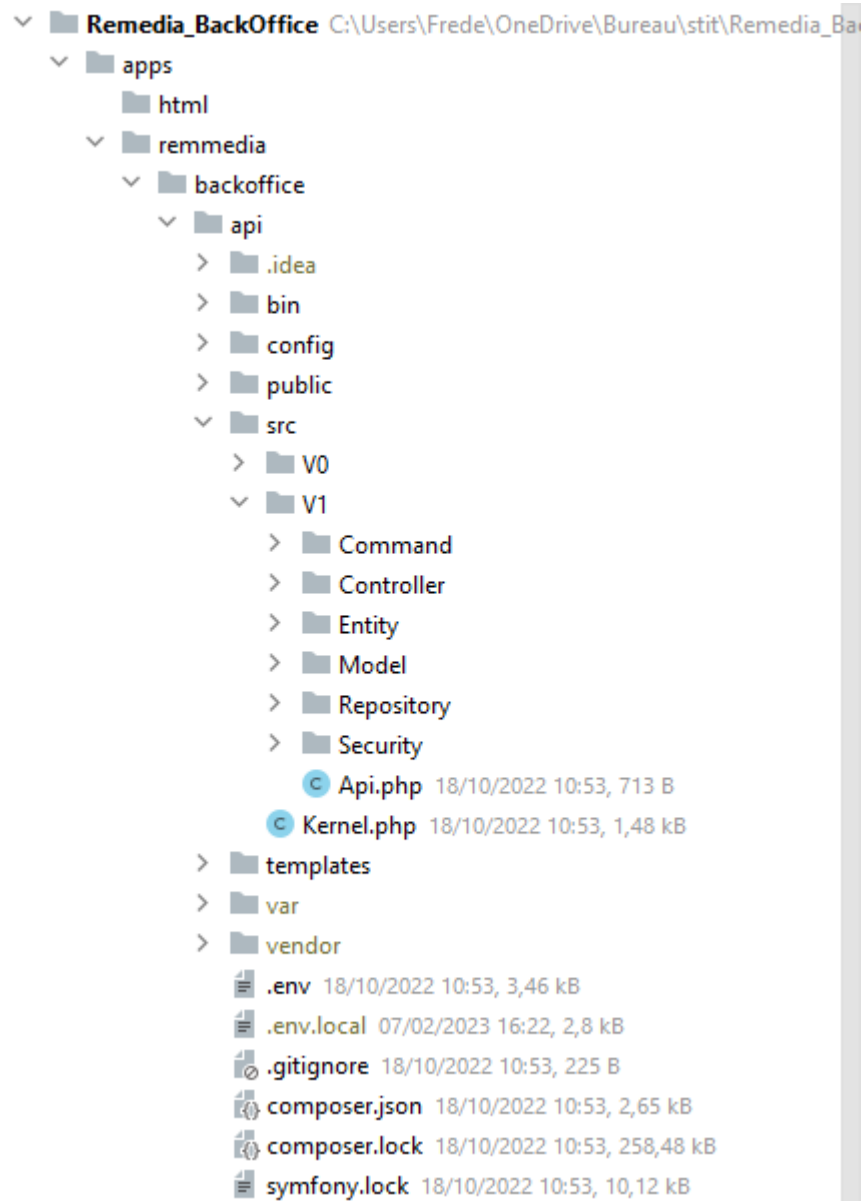 Remedia_BackOffice C:\Users\Frede\OneDrive\Bureau\stit\Remedia_Ba
apps
html
remmedia
backoffice
api
.idea
bin
config
public
src
V0
V1
Command
Controller
Entity
Model
Repository
Security
C Api.php 18/10/2022 10:53, 713 B
C Kernel.php 18/10/2022 10:53, 1,48 kB
templates
var
vendor
.env 18/10/2022 10:53, 3,46 kB
.env.local 07/02/2023 16:22, 2,8 kB
.gitignore 18/10/2022 10:53, 225 B
composer.json 18/10/2022 10:53, 2,65 kB
composer.lock 18/10/2022 10:53, 258,48 kB
symfony.lock 18/10/2022 10:53, 10,12 kB